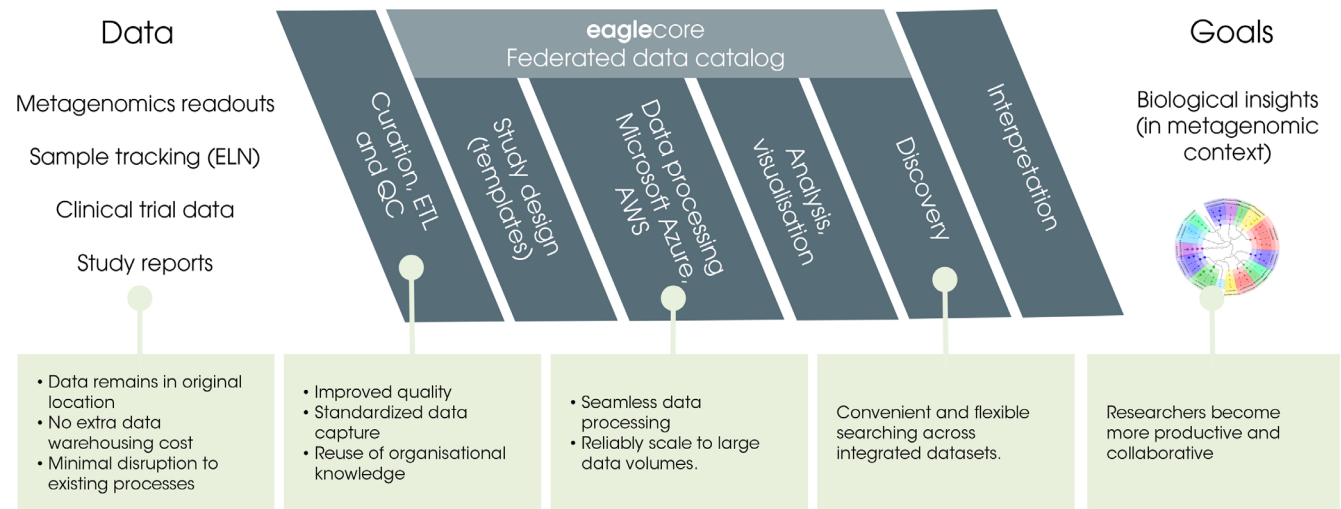 Data
Metagenomics readouts
Sample tracking (ELN)
Clinical trial data
Study reports
eaglecore
Federated data catalog
Curation, ETL
and QC
Study design
(templates)
Data processing
Microsoft Azure,
AWS
Analysis,
visualisation
Discovery
Interpretation
Goals
Biological insights
(in metagenomic
context)
• Data remains in original
location
• No extra data
warehousing cost
• Minimal disruption to
existing processes
• Improved quality
• Standardized data
capture
• Reuse of organisational
knowledge
• Seamless data
processing
• Reliably scale to large
data volumes.
Convenient and flexible
searching across
integrated datasets.
Researchers become
more productive and
collaborative